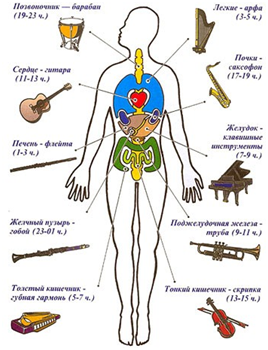 Позвоночник — барабан
(19-23 ч.)
Сердце - гитара
(11-13 ч.)
Печень - флейта
(1-3 ч.)
Желчный пузырь -
гобой (23-01 ч.)
Толстый кишечник -
губная гармонь (5-7 ч.)
Легкие - арфа
(3-5 ч.)
Почки -
саксофон
(17-19 ч.)
Желудок -
клавишные
инструменты
(7-9 ч.)
Поджелудочная железа -
труба (9-11 ч.)
Тонкий кишечник - скрипка
(13-15 ч.)